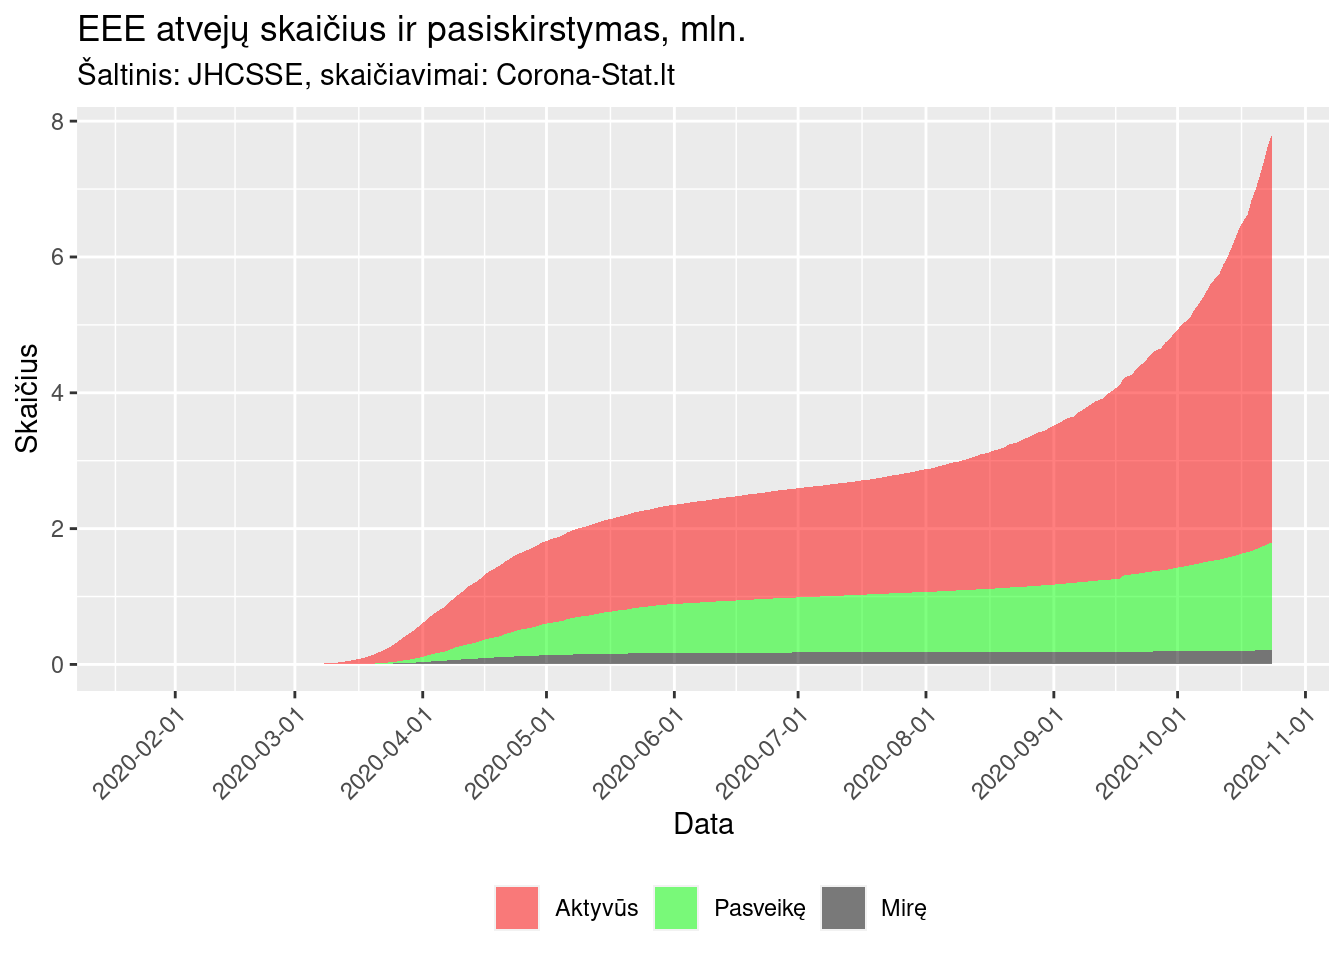 EEE atvejų skaičius ir pasiskirstymas, mln.
Šaltinis: JHCSSE, skaičiavimai: Corona-Stat.lt
Skaičius
8
6
4
2
0
2020-02-01
2020-03-01
2020-04-01
2020-05-01
2020-06-01
2020-07-01
2020-08-01
2020-09-01
2020-10-01
2020-11-01
Data
Aktyvūs
Pasveikę
Mirę